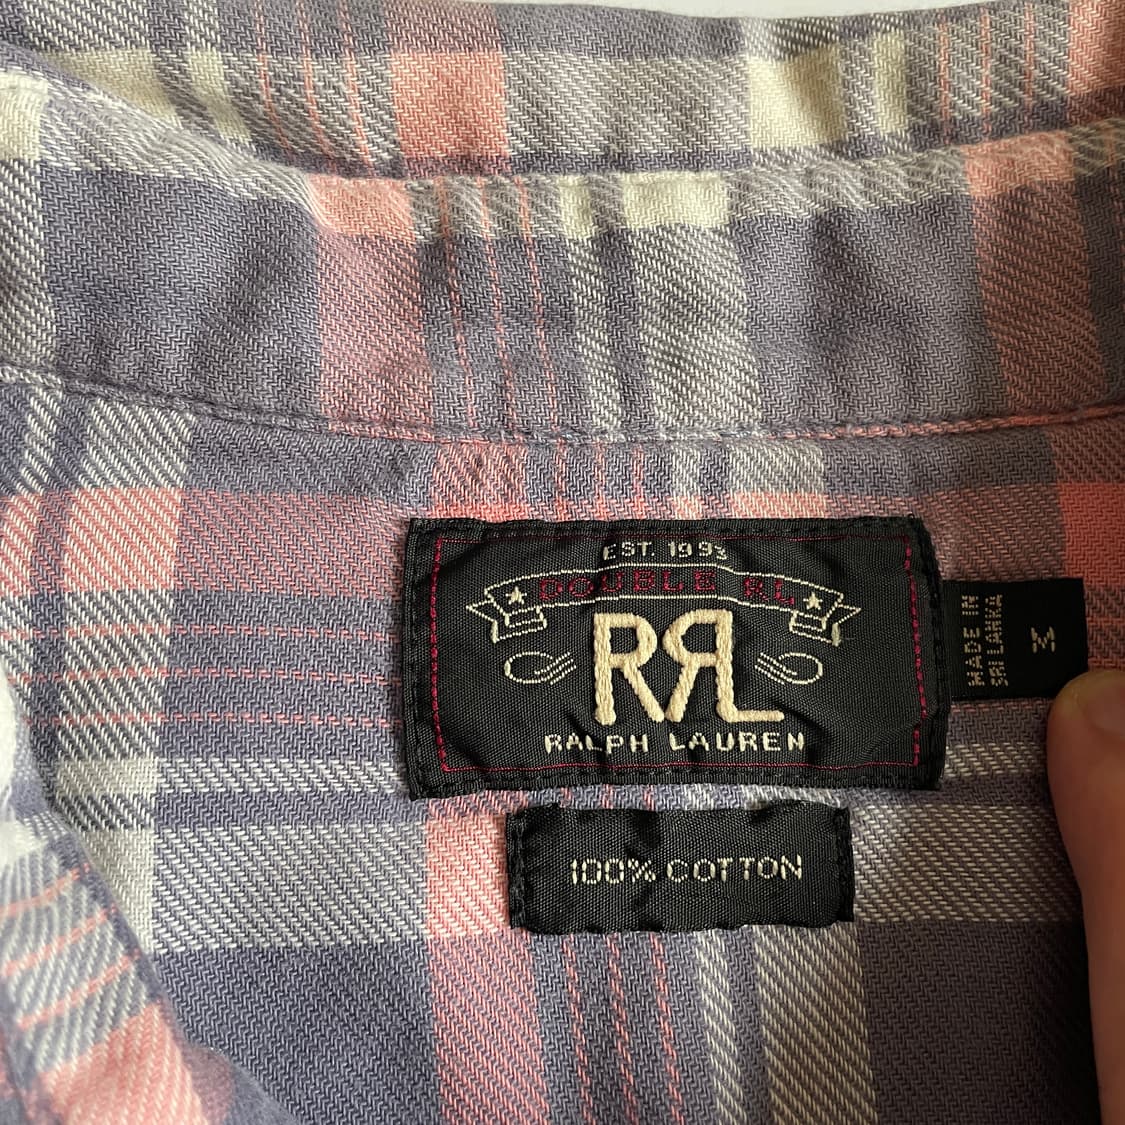 EST. 1993
DOUBLE RL
RRL
RALPH LAUREN
MADE IN
SRI LANKA
M
100% COTTON